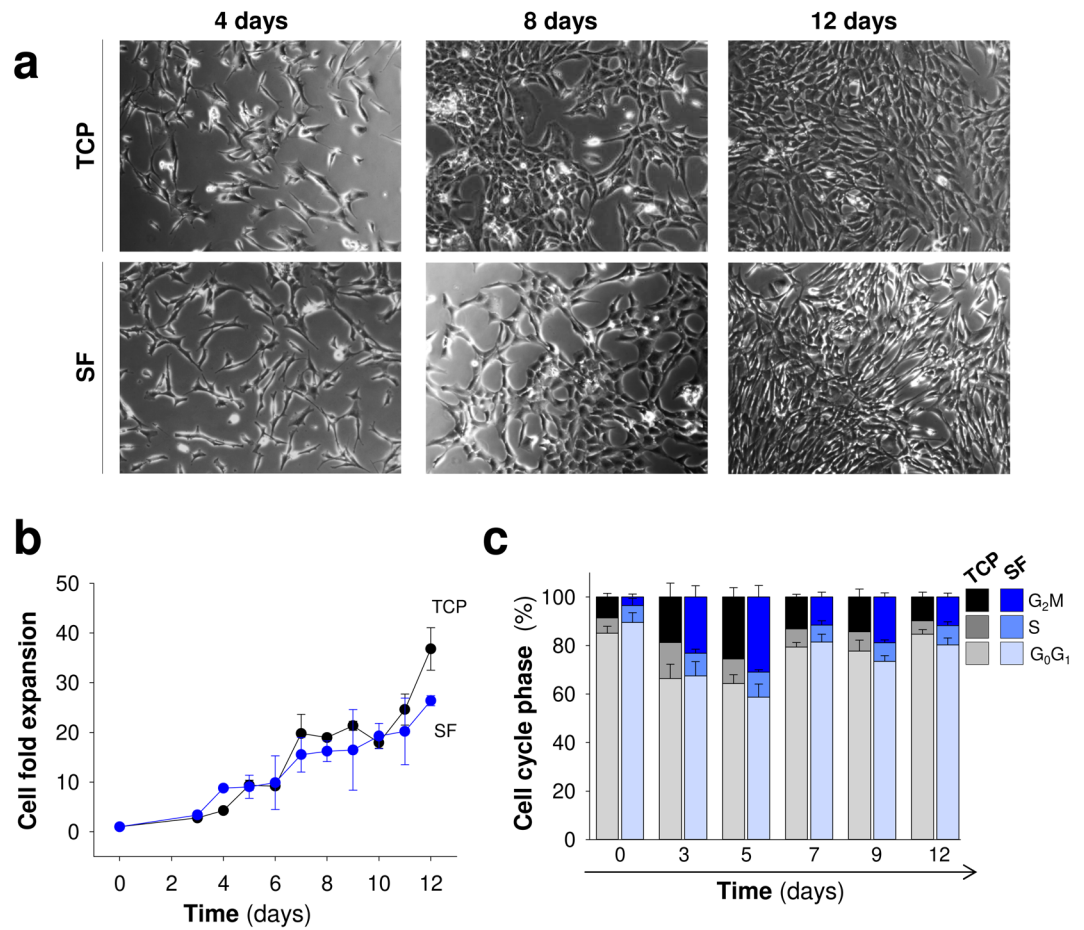 4 days 8 days 12 days
a
TCP
SF
b
50
40
30
20
10
0
Cell fold expansion
TCP
SF
0 2 4 6 8 10 12
Time (days)
c
100
80
60
40
20
0
Cell cycle phase (%)
TCP SF
G₂M
S
G₀G₁
0 3 5 7 9 12
Time (days)